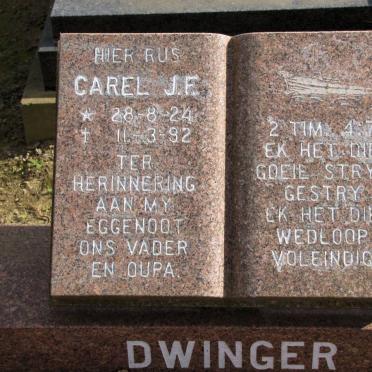 HIER RUS
CAREL J.F.
* 28-8-24
† 11-3-92
TER
HERINNERING
AAN MY
EGGENOOT
ONS VADER
EN OUPA
2 TIM. 4:7
EK HET DIE
GOEIE STRY
GESTRY
EK HET DIE
WEDLOOP
VOLEINDIG
DWINGER